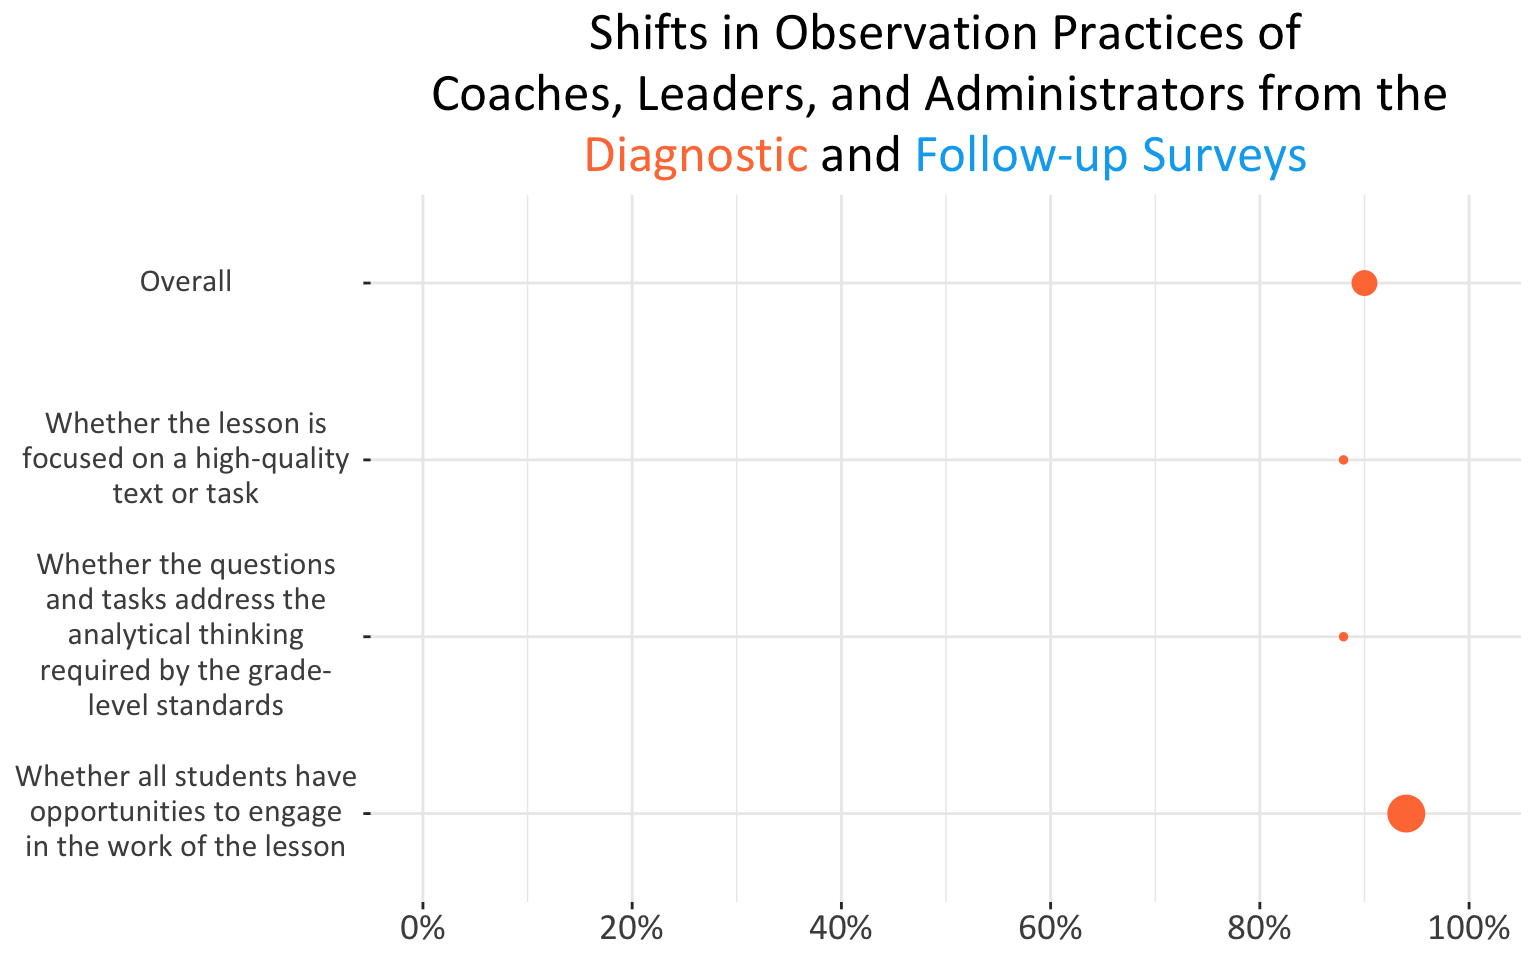 Shifts in Observation Practices of
Coaches, Leaders, and Administrators from the
Diagnostic and Follow-up Surveys
Overall
Whether the lesson is
focused on a high-quality
text or task
Whether the questions
and tasks address the
analytical thinking
required by the grade-
level standards
Whether all students have
opportunities to engage
in the work of the lesson
0% 20% 40% 60% 80% 100%